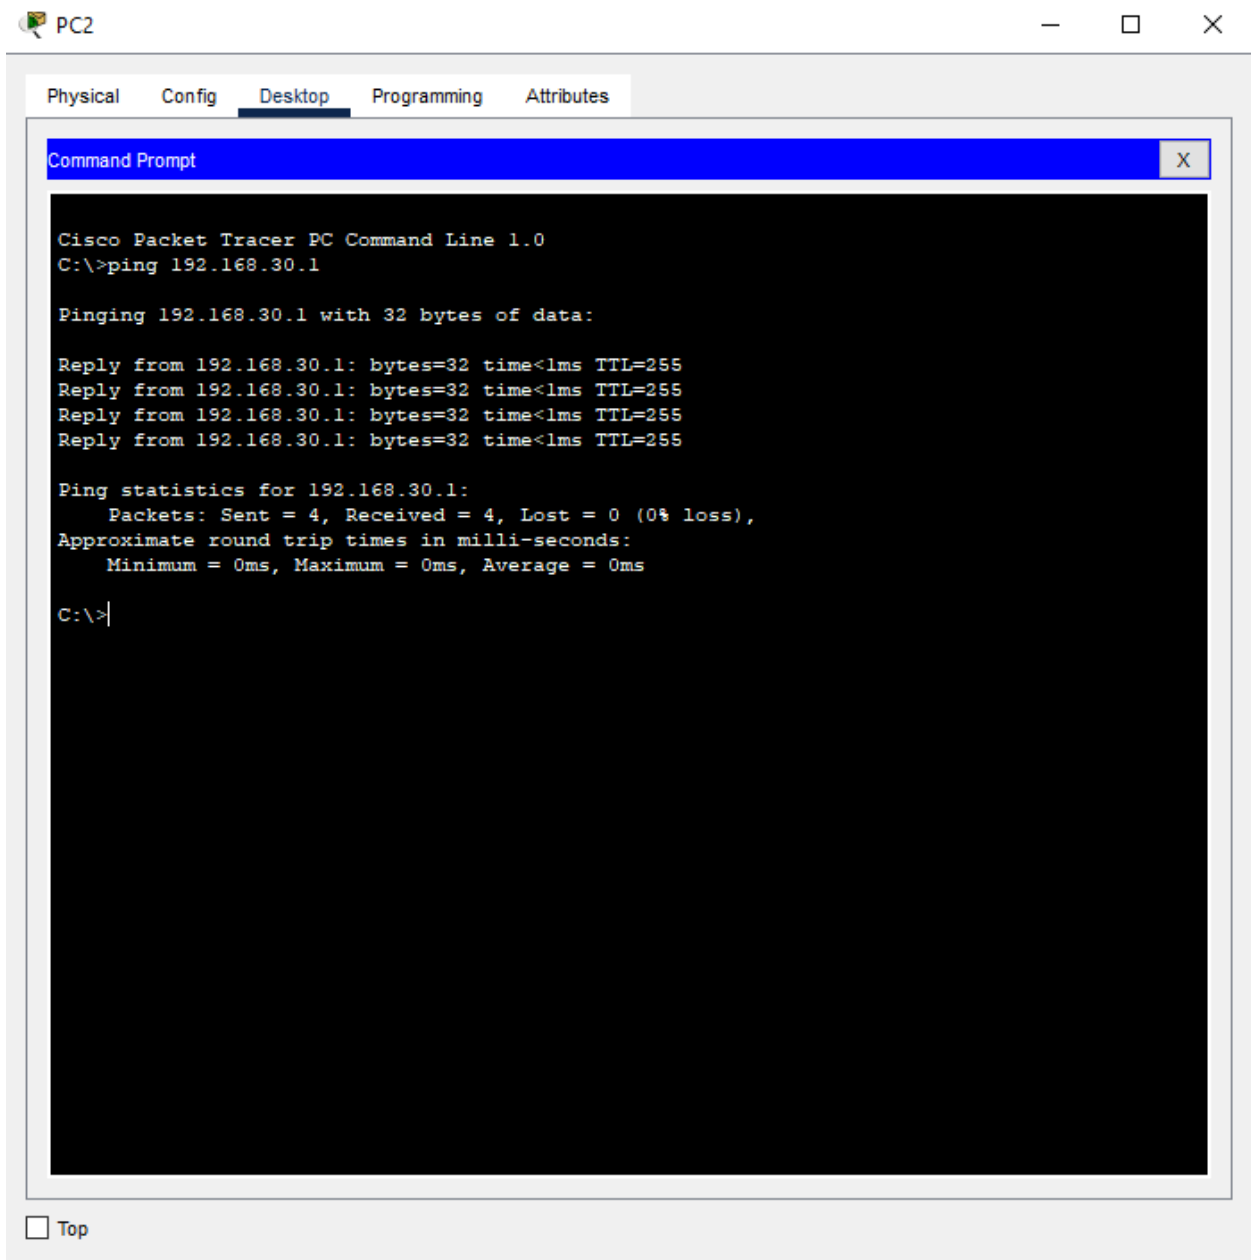 PC2
Physical Config Desktop Programming Attributes
Command Prompt X
Cisco Packet Tracer PC Command Line 1.0
C:\>ping 192.168.30.1
Pinging 192.168.30.1 with 32 bytes of data:
Reply from 192.168.30.1: bytes=32 time<1ms TTL=255
Reply from 192.168.30.1: bytes=32 time<1ms TTL=255
Reply from 192.168.30.1: bytes=32 time<1ms TTL=255
Reply from 192.168.30.1: bytes=32 time<1ms TTL=255
Ping statistics for 192.168.30.1:
Packets: Sent = 4, Received = 4, Lost = 0 (0% loss),
Approximate round trip times in milli-seconds:
Minimum = 0ms, Maximum = 0ms, Average = 0ms
C:\>
Top